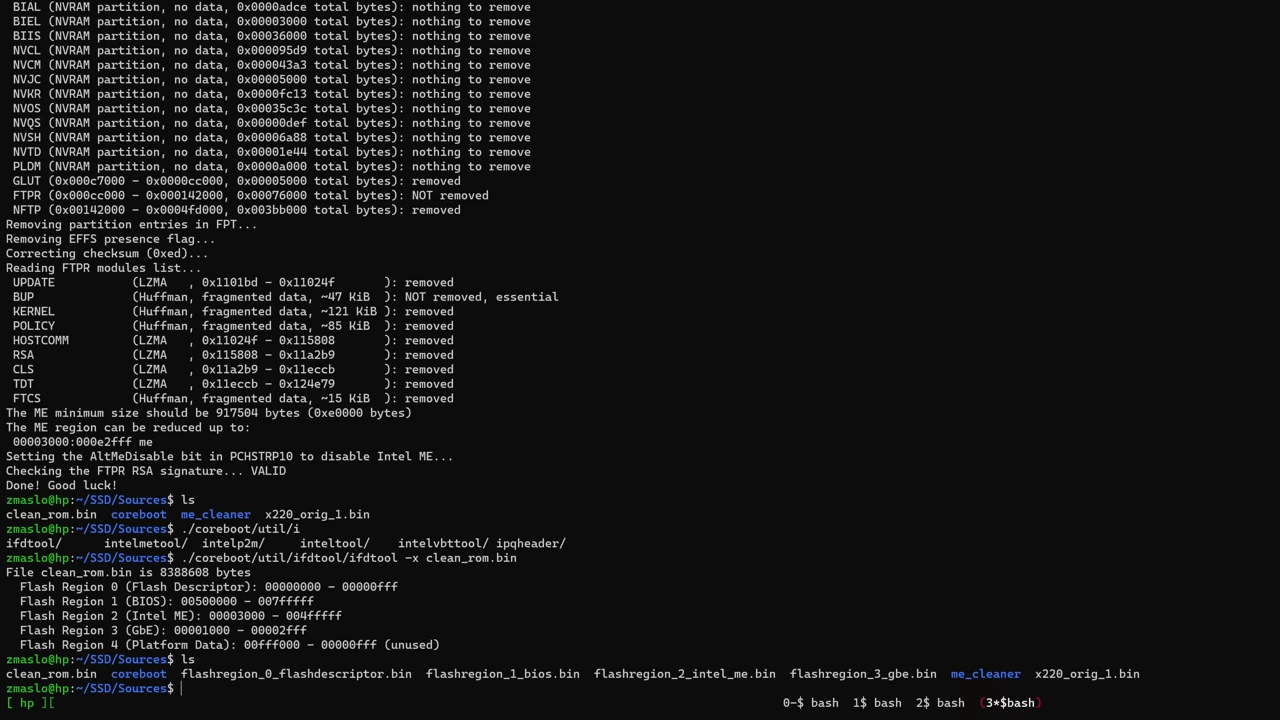 BIAL (NVRAM partition, no data, 0x0000adce total bytes): nothing to remove
BIEL (NVRAM partition, no data, 0x00003000 total bytes): nothing to remove
BIIS (NVRAM partition, no data, 0x00036000 total bytes): nothing to remove
NVCL (NVRAM partition, no data, 0x000095d9 total bytes): nothing to remove
NVCM (NVRAM partition, no data, 0x000043a3 total bytes): nothing to remove
NVJC (NVRAM partition, no data, 0x00005000 total bytes): nothing to remove
NVKR (NVRAM partition, no data, 0x0000fc13 total bytes): nothing to remove
NVOS (NVRAM partition, no data, 0x00035c3c total bytes): nothing to remove
NVQS (NVRAM partition, no data, 0x00000def total bytes): nothing to remove
NVSH (NVRAM partition, no data, 0x00006a88 total bytes): nothing to remove
NVTD (NVRAM partition, no data, 0x00001e44 total bytes): nothing to remove
PLDM (NVRAM partition, no data, 0x0000a000 total bytes): nothing to remove
GLUT (0x000c7000 - 0x0000cc000, 0x00005000 total bytes): removed
FTPR (0x000cc000 - 0x000142000, 0x00076000 total bytes): NOT removed
NFTP (0x00142000 - 0x0004fd000, 0x003bb000 total bytes): removed
Removing partition entries in FPT...
Removing EFFS presence flag...
Correcting checksum (0xed)...
Reading FTPR modules list...
UPDATE           (LZMA   , 0x1101bd - 0x11024f       ): removed
BUP              (Huffman, fragmented data, ~47 KiB  ): NOT removed, essential
KERNEL           (Huffman, fragmented data, ~121 KiB ): removed
POLICY           (Huffman, fragmented data, ~85 KiB  ): removed
HOSTCOMM         (LZMA   , 0x11024f - 0x115808       ): removed
RSA              (LZMA   , 0x115808 - 0x11a2b9       ): removed
CLS              (LZMA   , 0x11a2b9 - 0x11eccb       ): removed
TDT              (LZMA   , 0x11eccb - 0x124e79       ): removed
FTCS             (Huffman, fragmented data, ~15 KiB  ): removed
The ME minimum size should be 917504 bytes (0xe0000 bytes)
The ME region can be reduced up to:
00003000:000e2fff me
Setting the AltMeDisable bit in PCHSTRP10 to disable Intel ME...
Checking the FTPR RSA signature... VALID
Done! Good luck!
zmaslo@hp:~/SSD/Sources$ ls
clean_rom.bin  coreboot  me_cleaner  x220_orig_1.bin
zmaslo@hp:~/SSD/Sources$ ./coreboot/util/i
ifdtool/      intelmetool/  intelp2m/     inteltool/    intelvbttool/ ipqheader/
zmaslo@hp:~/SSD/Sources$ ./coreboot/util/ifdtool/ifdtool -x clean_rom.bin
File clean_rom.bin is 8388608 bytes
Flash Region 0 (Flash Descriptor): 00000000 - 00000fff
Flash Region 1 (BIOS): 00500000 - 007fffff
Flash Region 2 (Intel ME): 00003000 - 004fffff
Flash Region 3 (GbE): 00001000 - 00002fff
Flash Region 4 (Platform Data): 00fff000 - 00000fff (unused)
zmaslo@hp:~/SSD/Sources$ ls
clean_rom.bin  coreboot  flashregion_0_flashdescriptor.bin  flashregion_1_bios.bin  flashregion_2_intel_me.bin  flashregion_3_gbe.bin  me_cleaner  x220_orig_1.bin
zmaslo@hp:~/SSD/Sources$
[ hp ][ 0-$ bash  1$ bash  2$ bash  (3*$bash)